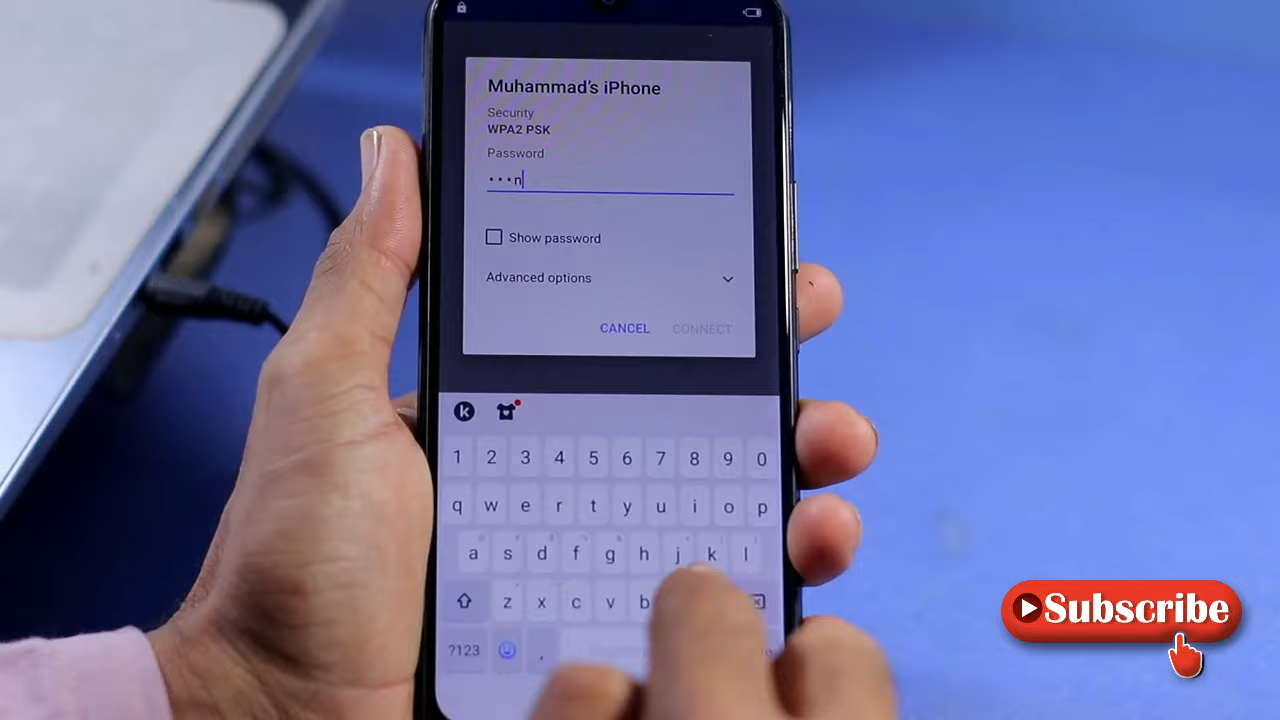 Muhammad's iPhone
Security
WPA2 PSK
Password
•••n
Show password
Advanced options
CANCEL CONNECT
k
1 2 3 4 5 6 7 8 9 0
q w e r t y u i o p
a s d f g h j k l
z x c v b
?123 ,
Subscribe